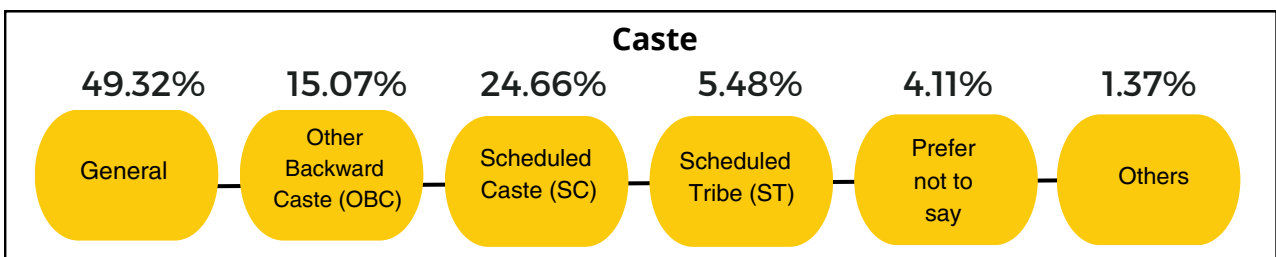 Caste
49.32% 15.07% 24.66% 5.48% 4.11% 1.37%
General
Other
Backward
Caste (OBC)
Scheduled
Caste (SC)
Scheduled
Tribe (ST)
Prefer
not to
say
Others